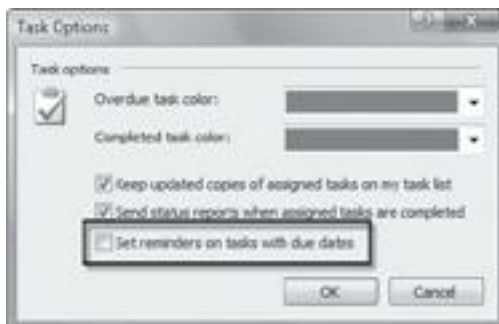 Task Options
Task options
Overdue task color:
Completed task color:
Keep updated copies of assigned tasks on my task list
Send status reports when assigned tasks are completed
Set reminders on tasks with due dates
OK Cancel